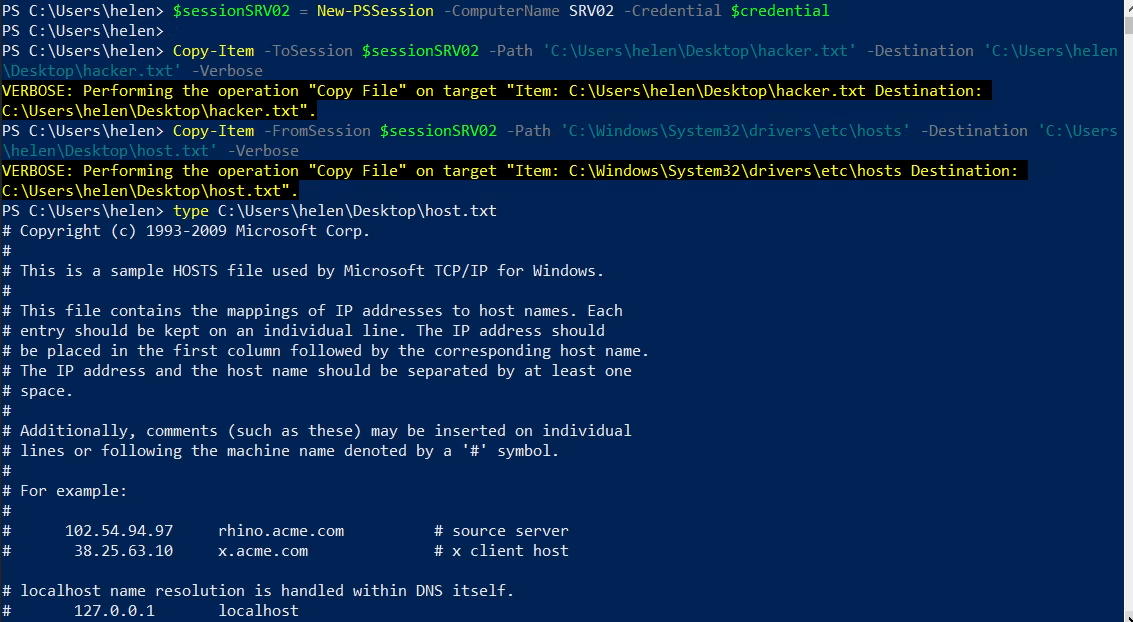 PS C:\Users\helen> $sessionSRV02 = New-PSSession -ComputerName SRV02 -Credential $credential
PS C:\Users\helen>
PS C:\Users\helen> Copy-Item -ToSession $sessionSRV02 -Path 'C:\Users\helen\Desktop\hacker.txt' -Destination 'C:\Users\helen
\Desktop\hacker.txt' -Verbose
VERBOSE: Performing the operation "Copy File" on target "Item: C:\Users\helen\Desktop\hacker.txt Destination:
C:\Users\helen\Desktop\hacker.txt".
PS C:\Users\helen> Copy-Item -FromSession $sessionSRV02 -Path 'C:\Windows\System32\drivers\etc\hosts' -Destination 'C:\Users
\helen\Desktop\host.txt' -Verbose
VERBOSE: Performing the operation "Copy File" on target "Item: C:\Windows\System32\drivers\etc\hosts Destination:
C:\Users\helen\Desktop\host.txt".
PS C:\Users\helen> type C:\Users\helen\Desktop\host.txt
# Copyright (c) 1993-2009 Microsoft Corp.
#
# This is a sample HOSTS file used by Microsoft TCP/IP for Windows.
#
# This file contains the mappings of IP addresses to host names. Each
# entry should be kept on an individual line. The IP address should
# be placed in the first column followed by the corresponding host name.
# The IP address and the host name should be separated by at least one
# space.
#
# Additionally, comments (such as these) may be inserted on individual
# lines or following the machine name denoted by a '#' symbol.
#
# For example:
#
#      102.54.94.97     rhino.acme.com          # source server
#       38.25.63.10     x.acme.com              # x client host

# localhost name resolution is handled within DNS itself.
#       127.0.0.1       localhost